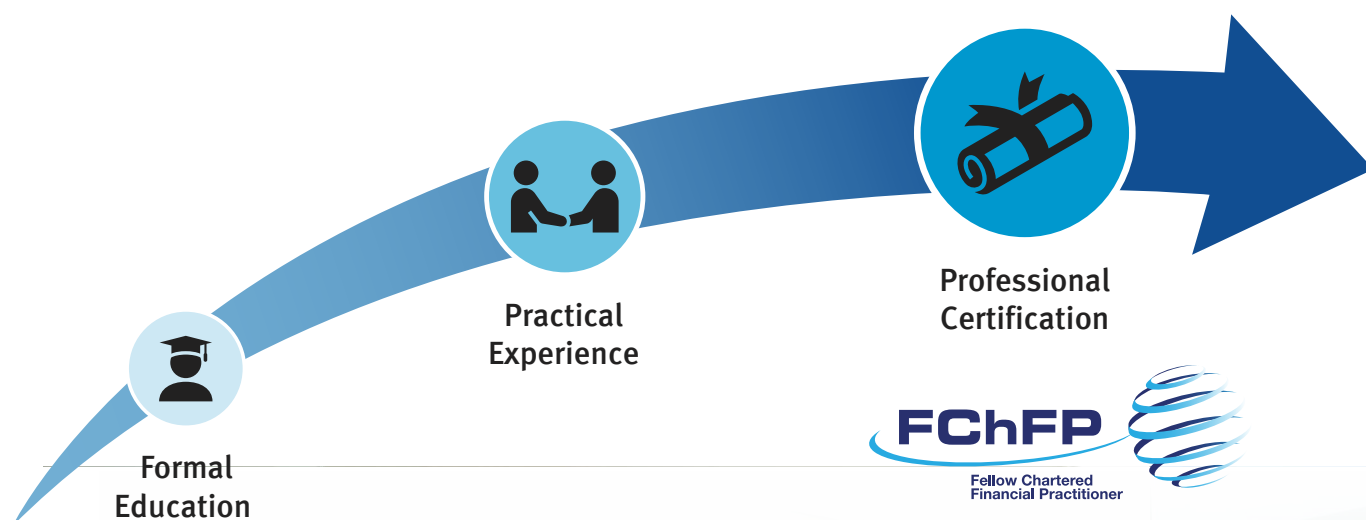 Formal
Education
Practical
Experience
Professional
Certification
FChFP
Fellow Chartered
Financial Practitioner